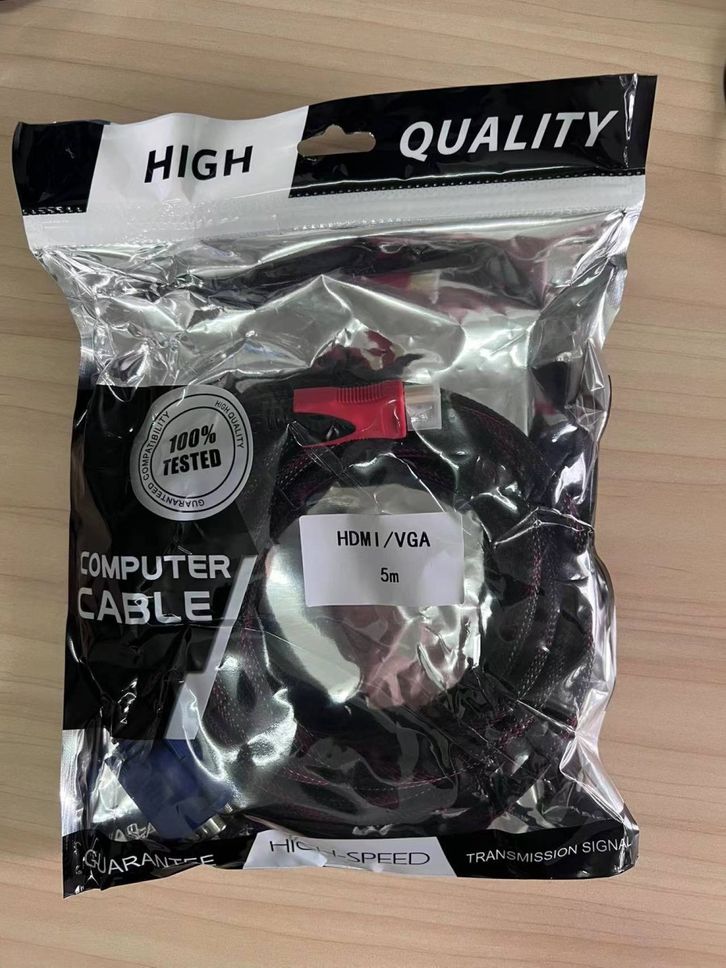 HIGH QUALITY
HIGH QUALITY
GUARANTEED COMPATIBILITY
100%
TESTED
HDMI/VGA
5m
COMPUTER
CABLE
GUARANTEE HIGH-SPEED TRANSMISSION SIGNAL